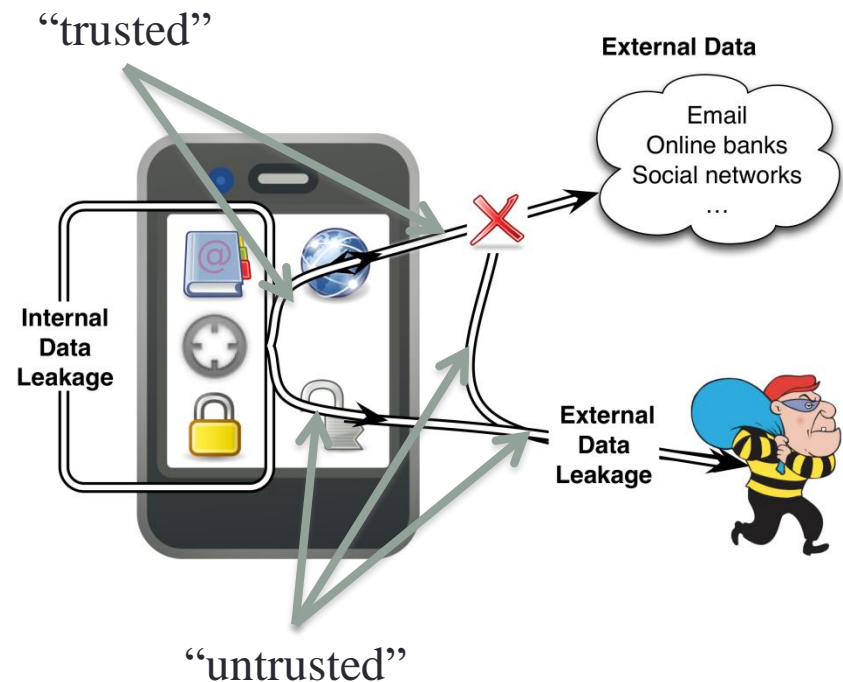 “trusted”
External Data
Email
Online banks
Social networks
…
@
Internal
Data
Leakage
External
Data
Leakage
“untrusted”